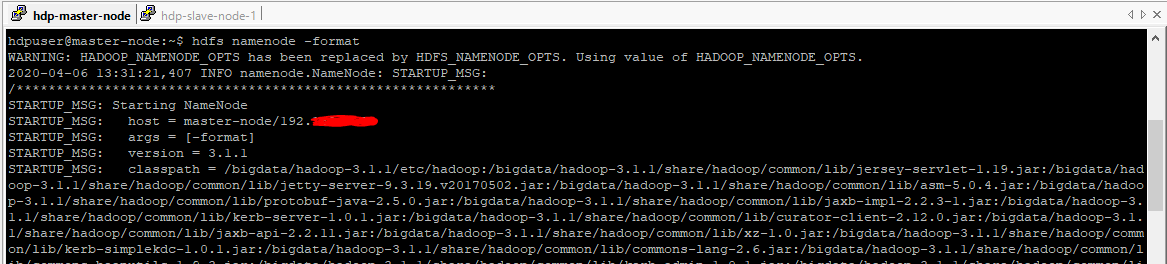 hdp-master-node hdp-slave-node-1
hdpuser@master-node:~$ hdfs namenode -format
WARNING: HADOOP_NAMENODE_OPTS has been replaced by HDFS_NAMENODE_OPTS. Using value of HADOOP_NAMENODE_OPTS.
2020-04-06 13:31:21,407 INFO namenode.NameNode: STARTUP_MSG:
/************************************************************
STARTUP_MSG: Starting NameNode
STARTUP_MSG:   host = master-node/192.
STARTUP_MSG:   args = [-format]
STARTUP_MSG:   version = 3.1.1
STARTUP_MSG:   classpath = /bigdata/hadoop-3.1.1/etc/hadoop:/bigdata/hadoop-3.1.1/share/hadoop/common/lib/jersey-servlet-1.19.jar:/bigdata/had
oop-3.1.1/share/hadoop/common/lib/jetty-server-9.3.19.v20170502.jar:/bigdata/hadoop-3.1.1/share/hadoop/common/lib/asm-5.0.4.jar:/bigdata/hadoo
p-3.1.1/share/hadoop/common/lib/protobuf-java-2.5.0.jar:/bigdata/hadoop-3.1.1/share/hadoop/common/lib/jaxb-impl-2.2.3-1.jar:/bigdata/hadoop-3.
1.1/share/hadoop/common/lib/kerb-server-1.0.1.jar:/bigdata/hadoop-3.1.1/share/hadoop/common/lib/curator-client-2.12.0.jar:/bigdata/hadoop-3.1.
1/share/hadoop/common/lib/jaxb-api-2.2.11.jar:/bigdata/hadoop-3.1.1/share/hadoop/common/lib/xz-1.0.jar:/bigdata/hadoop-3.1.1/share/hadoop/comm
on/lib/kerb-simplekdc-1.0.1.jar:/bigdata/hadoop-3.1.1/share/hadoop/common/lib/commons-lang-2.6.jar:/bigdata/hadoop-3.1.1/share/hadoop/common/l